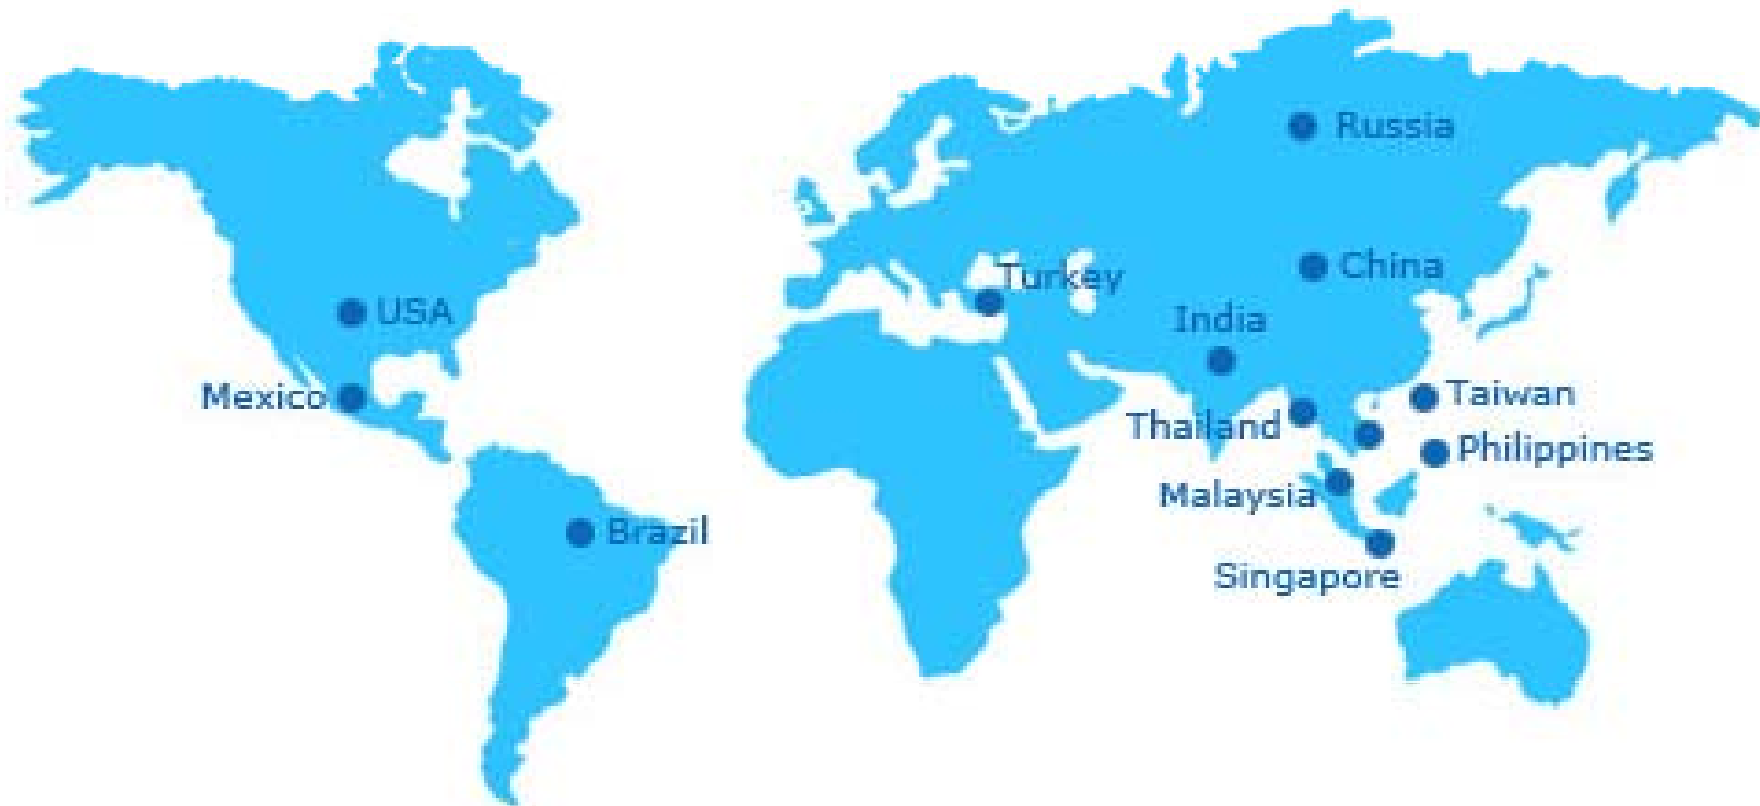 Russia
Turkey
China
USA
India
Mexico
Taiwan
Thailand
Philippines
Malaysia
Brazil
Singapore